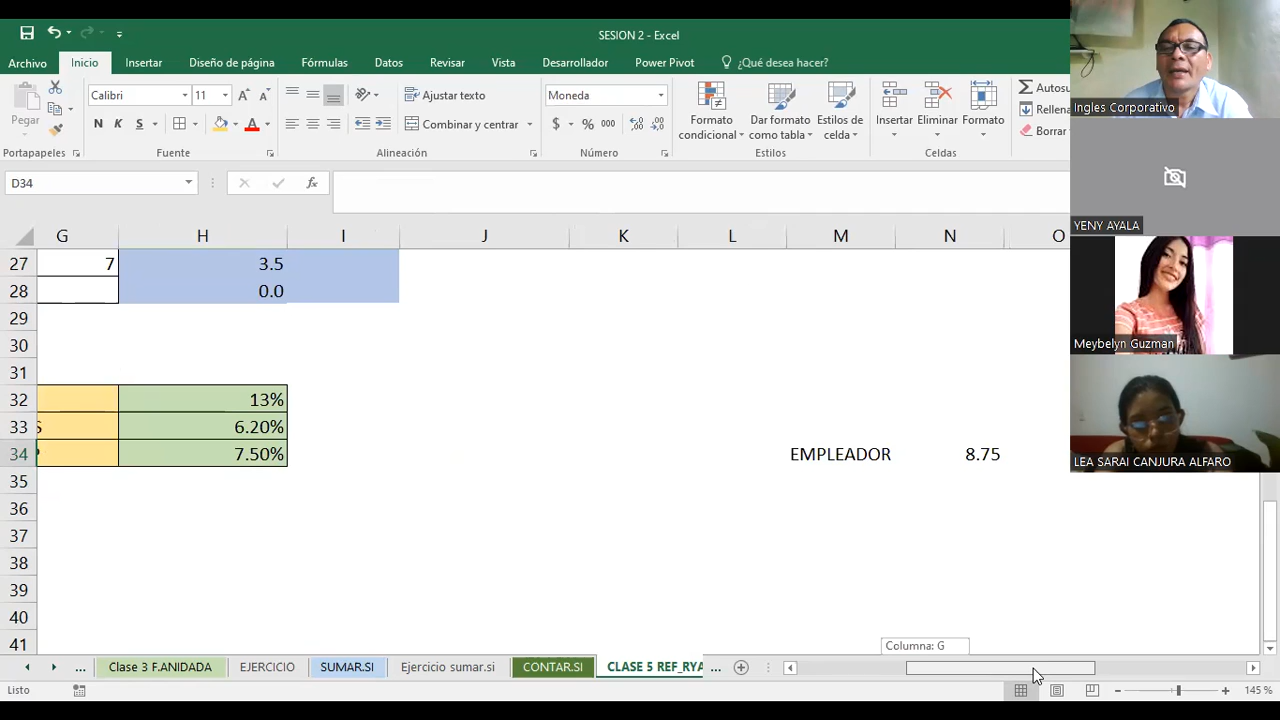 SESION 2 - Excel
Archivo Inicio Insertar Diseño de página Fórmulas Datos Revisar Vista Desarrollador Power Pivot ¿Qué desea hacer?
Calibri 11 Ajustar texto Moneda Autosu
Pegar N K S Combinar y centrar $ % 000 Formato condicional Dar formato como tabla Estilos de celda Insertar Eliminar Formato Rellena
Borrar
Portapapeles Fuente Alineación Número Estilos Celdas
D34 fx
G H I J K L M N O
27 7 3.5
28 0.0
29
30
31
32 13%
33 S 6.20%
34 7.50% EMPLEADOR 8.75
35
36
37
38
39
40
41
Columna: G
... Clase 3 F.ANIDADA EJERCICIO SUMAR.SI Ejercicio sumar.si CONTAR.SI CLASE 5 REF_RYA ...
Listo 145 %
Ingles Corporativo
YENY AYALA
Meybelyn Guzman
LEA SARAI CANJURA ALFARO